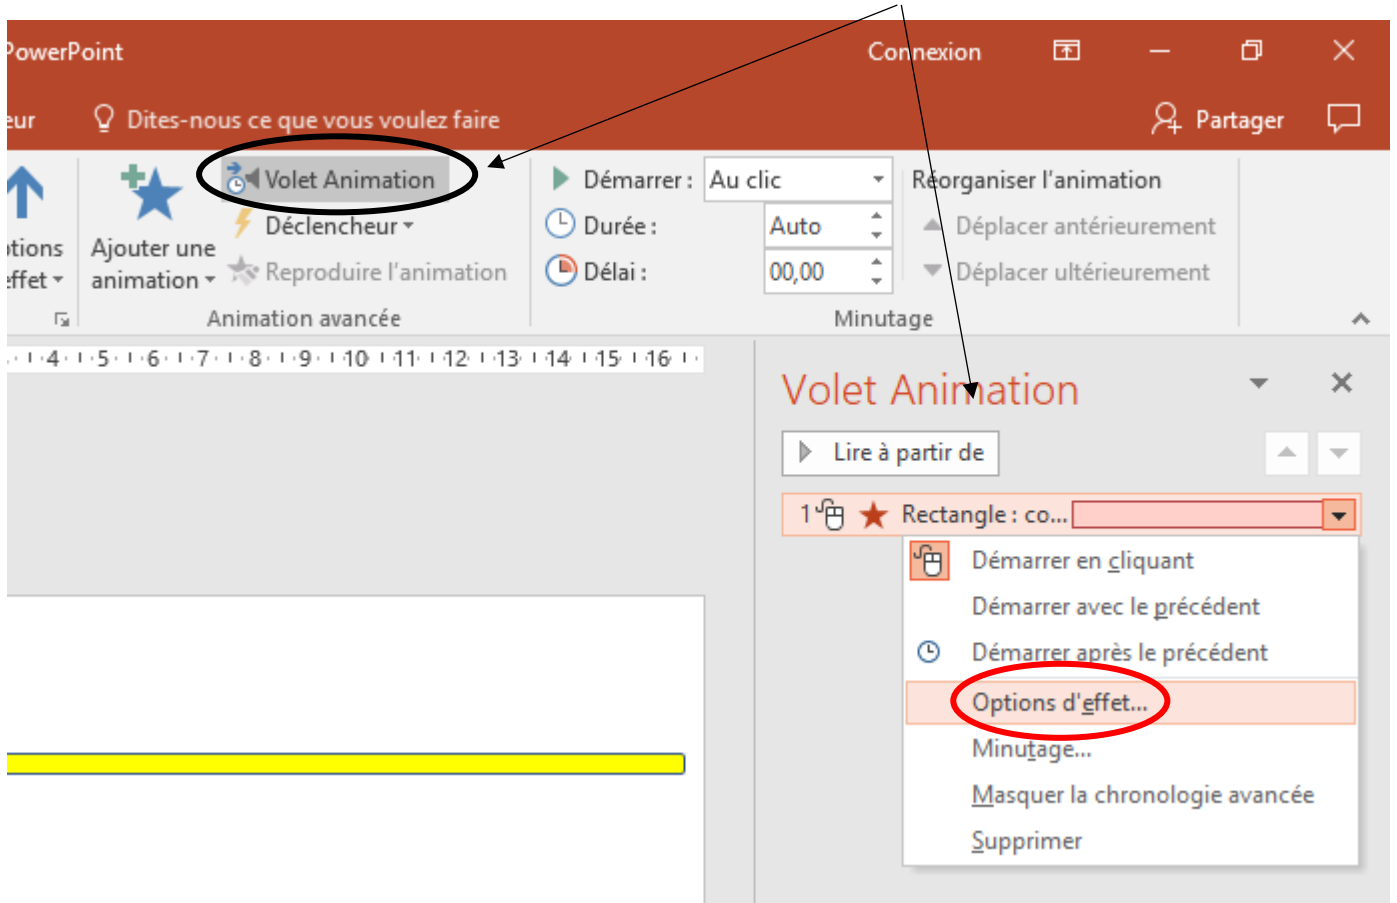 PowerPoint
Connexion
Dites-nous ce que vous voulez faire
Partager
Volet Animation
Démarrer : Au clic
Réorganiser l'animation
Déclencheur
Durée : Auto
Déplacer antérieurement
Ajouter une
animation
effet
Reproduire l'animation
Délai : 00,00
Déplacer ultérieurement
Animation avancée
Minutage
4 5 6 7 8 9 10 11 12 13 14 15 16
Volet Animation
Lire à partir de
1 Rectangle : co...
Démarrer en cliquant
Démarrer avec le précédent
Démarrer après le précédent
Options d'effet...
Minutage...
Masquer la chronologie avancée
Supprimer